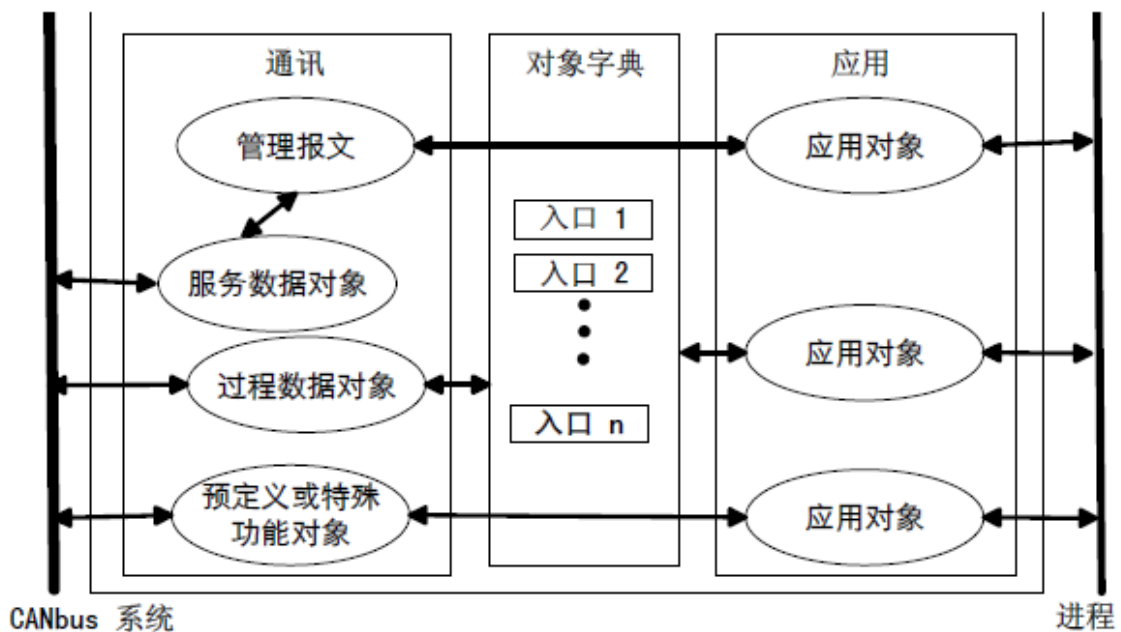 通讯
对象字典
应用
管理报文
应用对象
入口 1
服务数据对象
入口 2
应用对象
过程数据对象
入口 n
预定义或特殊
功能对象
应用对象
CANbus 系统
进程